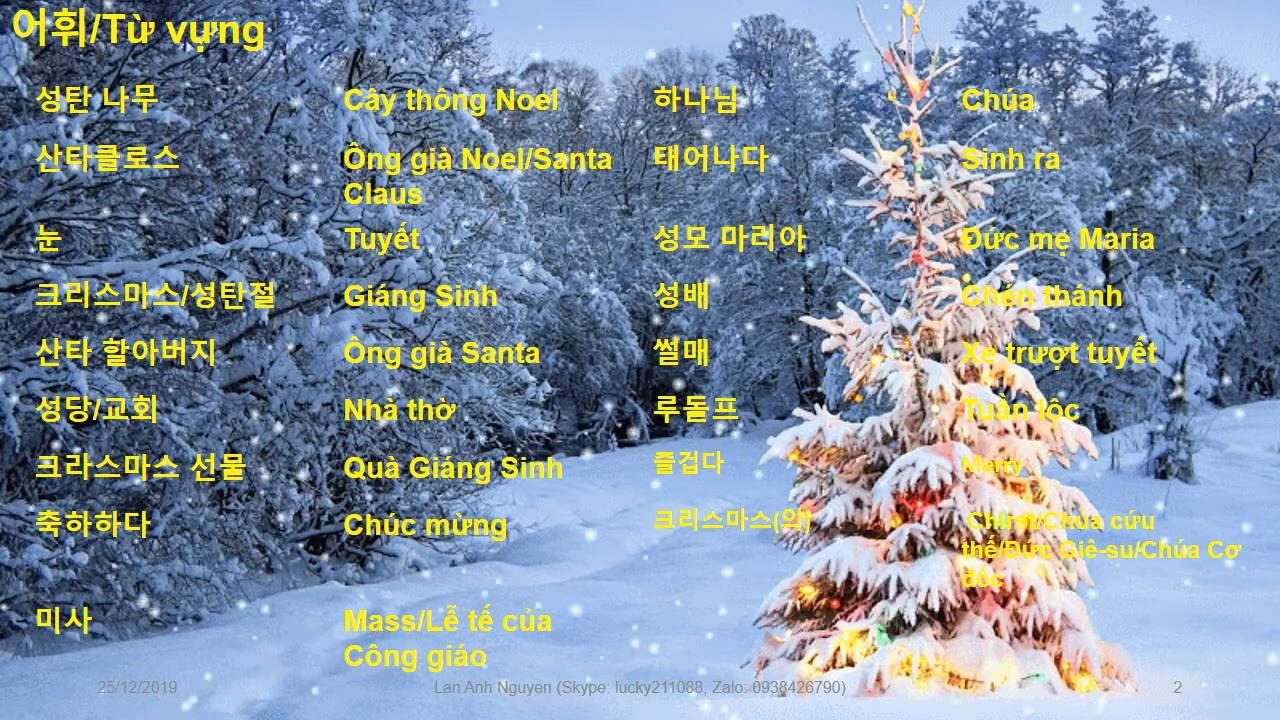 어휘/Từ vựng
성탄 나무 Cây thông Noel 하나님 Chúa
산타클로스 Ông già Noel/Santa 태어나다 Sinh ra
Claus
눈 Tuyết 성모 마리아 Đức mẹ Maria
크리스마스/성탄절 Giáng Sinh 성배 Chén thánh
산타 할아버지 Ông già Santa 썰매 Xe trượt tuyết
성당/교회 Nhà thờ 루돌프 Tuần lộc
크라스마스 선물 Quà Giáng Sinh 즐겁다 Merry
축하하다 Chúc mừng 크리스마스(의) Chirst/Chúa cứu
thế/Đức Giê-su/Chúa Cơ
đốc
미사 Mass/Lễ tế của
Công giáo
25/12/2019 Lan Anh Nguyen (Skype: lucky211088, Zalo: 0938426790) 2